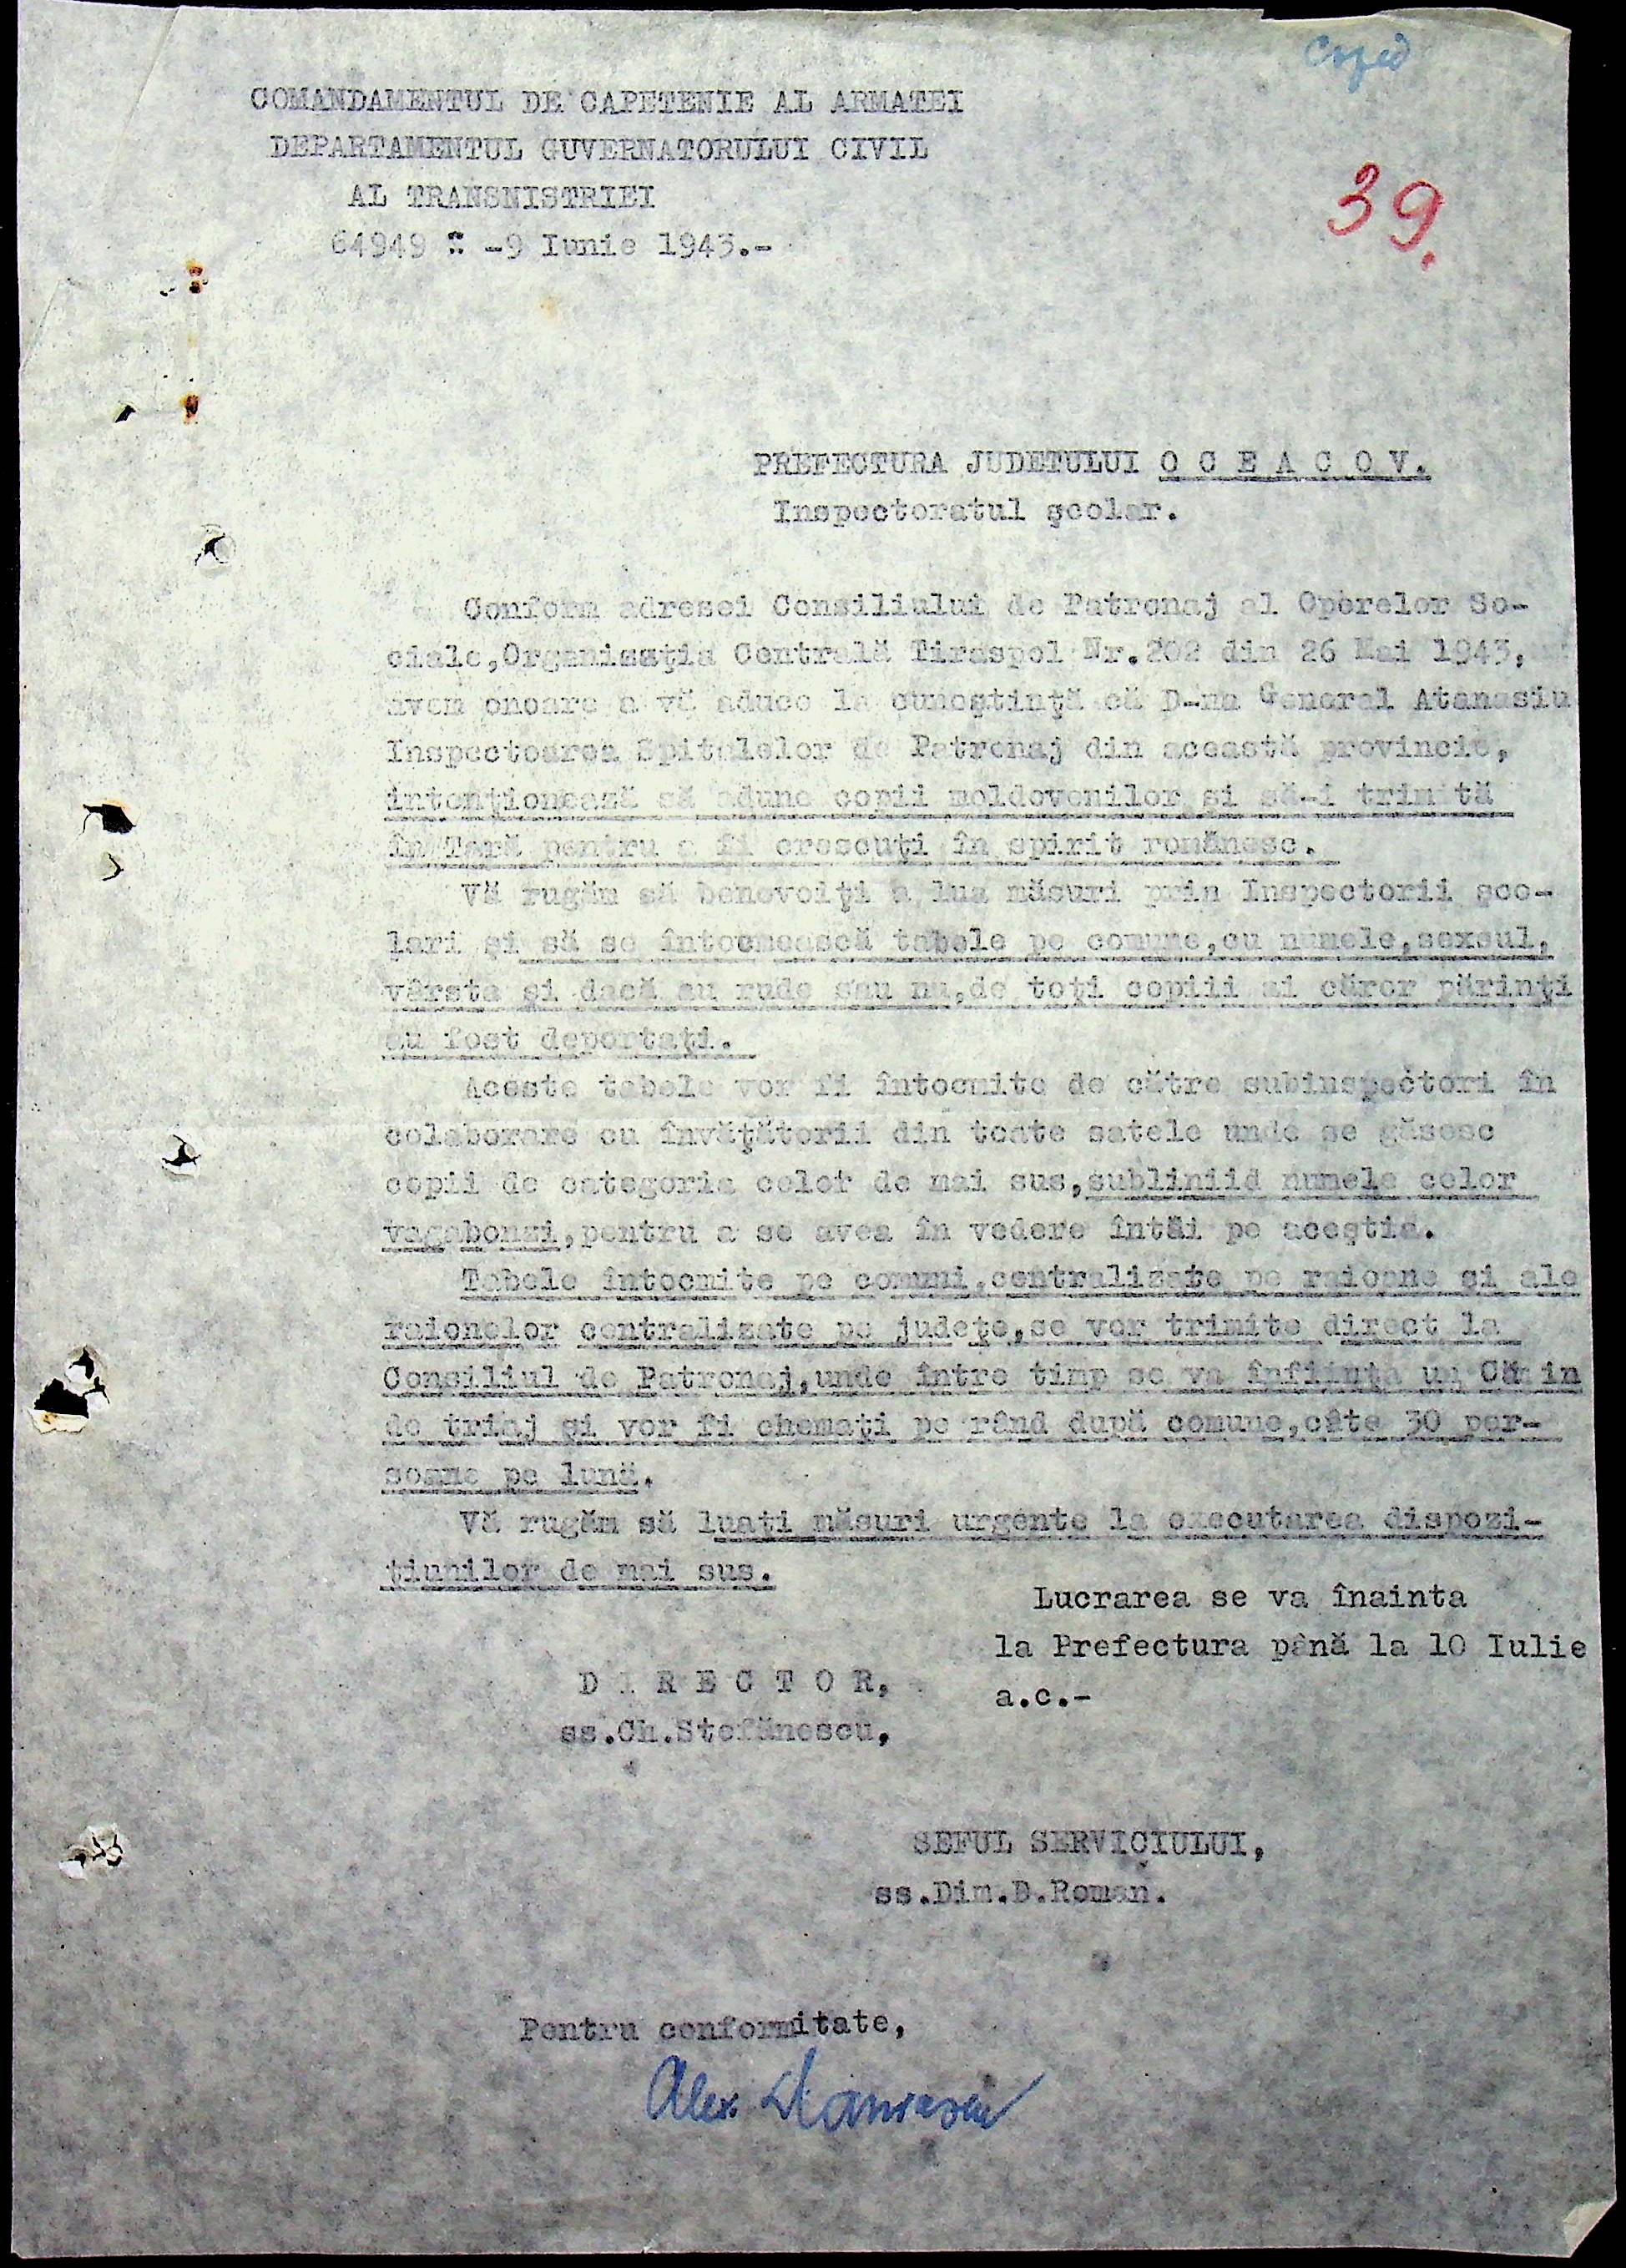 COMANDAMENTUL DE CAPETENIE AL ARMATEI
DEPARTAMENTUL GUVERNATORULUI CIVIL
AL TRANSNISTRIEI
64949 :: -9 Iunie 1943.-
39.
PREFECTURA JUDETULUI O C E A C O V.
Inspectoratul şcolar.
Conform adresei Consiliului de Patronaj al Operelor So-
ciale,Organizaţia Centrală Tiraspol Nr.202 din 26 Mai 1943,
avem onoare a vă aduce la cunoştinţă că D-na General Atanasiu
Inspectoarea Spitalelor de Patronaj din această provincie,
intenţionează să adune copii moldovenilor şi să-i trimită
în Ţară pentru a fi crescuţi în spirit românesc.
Vă rugăm să benevoiţi a lua măsuri prin Inspectorii şco-
lari şi să se întocmească tabele pe comune,cu numele,sexsul,
vârsta şi dacă au rude sau nu,de toţi copiii ai căror părinţi
au fost deportaţi.
Aceste tabele vor fi întocmite de către subinspectori în
colaborare cu învăţătorii din toate satele unde se găsesc
copii de categoria celor de mai sus,subliniid numele celor
vagabonzi,pentru a se avea în vedere întâi pe aceştia.
Tabele întocmite pe comuni,centralizate pe raioane si ale
raionelor centralizate pe judeţe,se vor trimite direct la
Consiliul de Patronaj,unde între timp se va înfiinţa un Cămin
de triaj şi vor fi chemaţi pe rând după comune,câte 30 per-
soane pe lună.
Vă rugăm să luaţi măsuri urgente la executarea dispozi-
ţiunilor de mai sus.
Lucrarea se va înainta
la Prefectura până la 10 Iulie
a.c.-
D I R E C T O R,
ss.Ch.Stefănescu,
SEFUL SERVICIULUI,
ss.Dim.D.Roman.
Pentru conformitate,
Alex